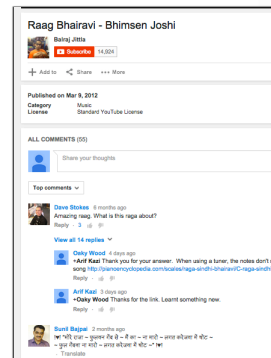 Raag Bhairavi - Bhimsen Joshi
Balraj Jittla
Subscribe 14,924
Add to Share More
Published on Mar 9, 2012
Category Music
License Standard YouTube License
ALL COMMENTS (55)
Share your thoughts
Top comments
Dave Stokes 6 months ago
Amazing raag. What is this raga about?
Reply · 3
View all 14 replies
Oaky Wood 4 days ago
+Arif Kazi Thank you for your answer. When using a tuner, the notes don't
song http://pianoencyclopedia.com/scales/raga-sindhi-bhairavi/C-raga-sindhi
Reply ·
Arif Kazi 3 days ago
+Oaky Wood Thanks for the link. Learnt something new.
Reply ·
Sunil Bajpai 3 months ago
Translate